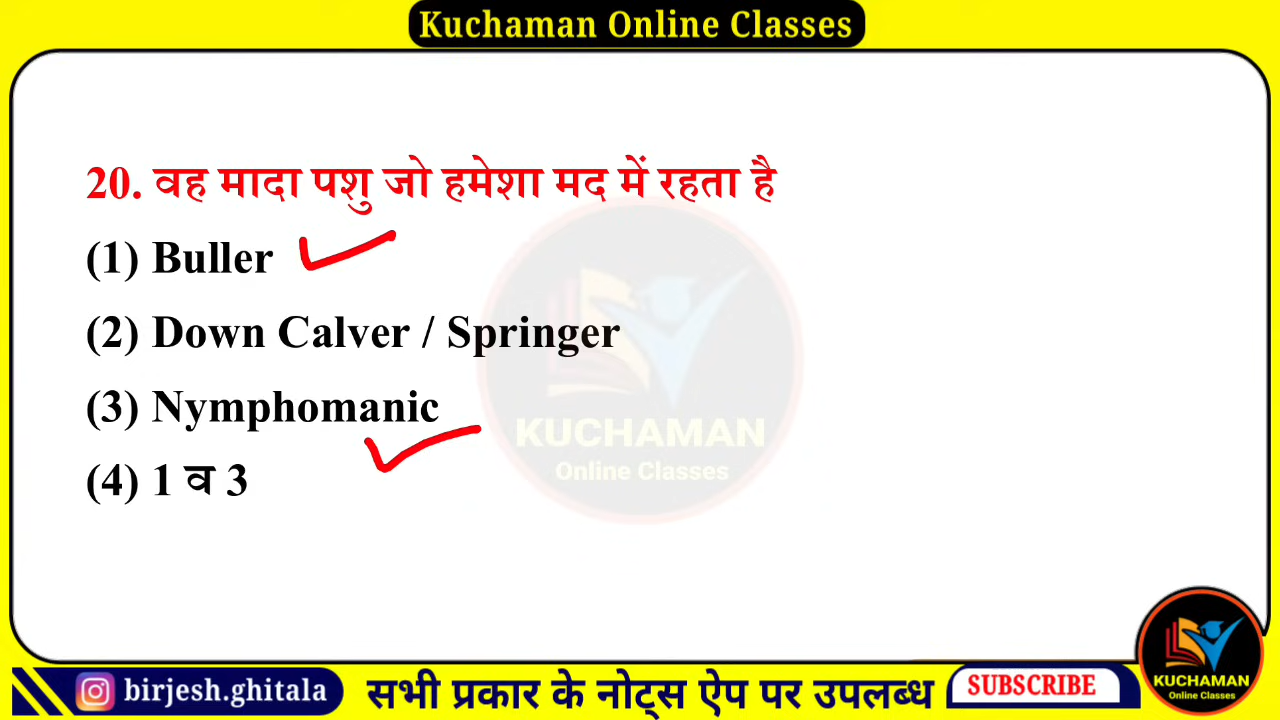 Kuchaman Online Classes
20. वह मादा पशु जो हमेशा मद में रहता है
(1) Buller
(2) Down Calver / Springer
(3) Nymphomanic
(4) 1 व 3
KUCHAMAN
Online Classes
birjesh.ghitala
सभी प्रकार के नोट्स ऐप पर उपलब्ध
SUBSCRIBE
KUCHAMAN
Online Classes